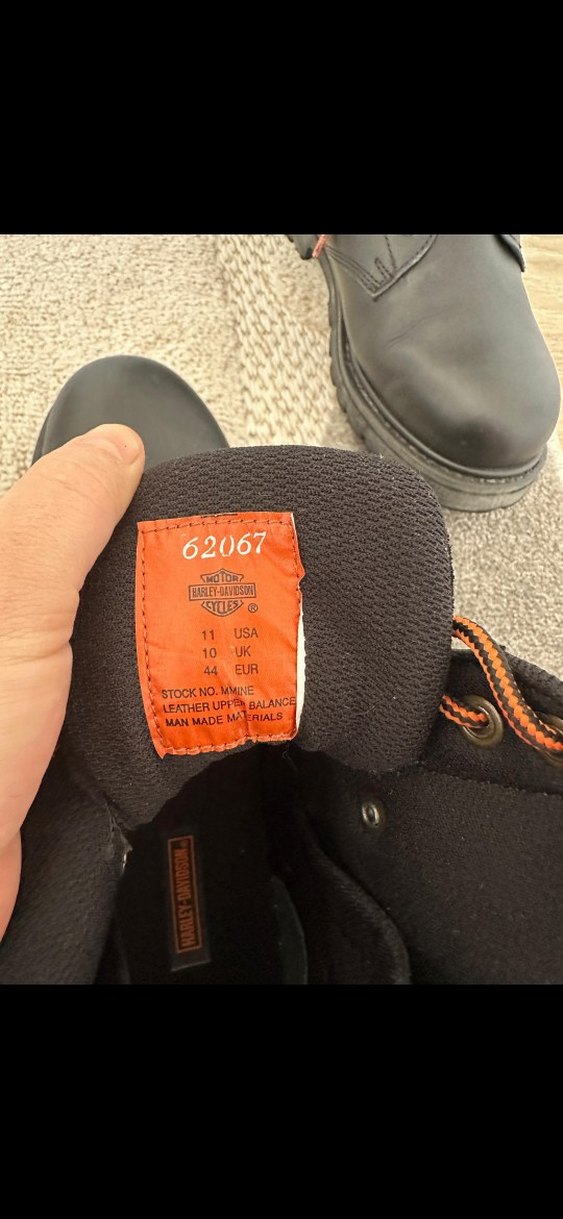 62067
MOTOR
HARLEY-DAVIDSON
CYCLES ®
11 USA
10 UK
44 EUR
STOCK NO. MMINE
LEATHER UPPER BALANCE
MAN MADE MATERIALS
HARLEY-DAVIDSON